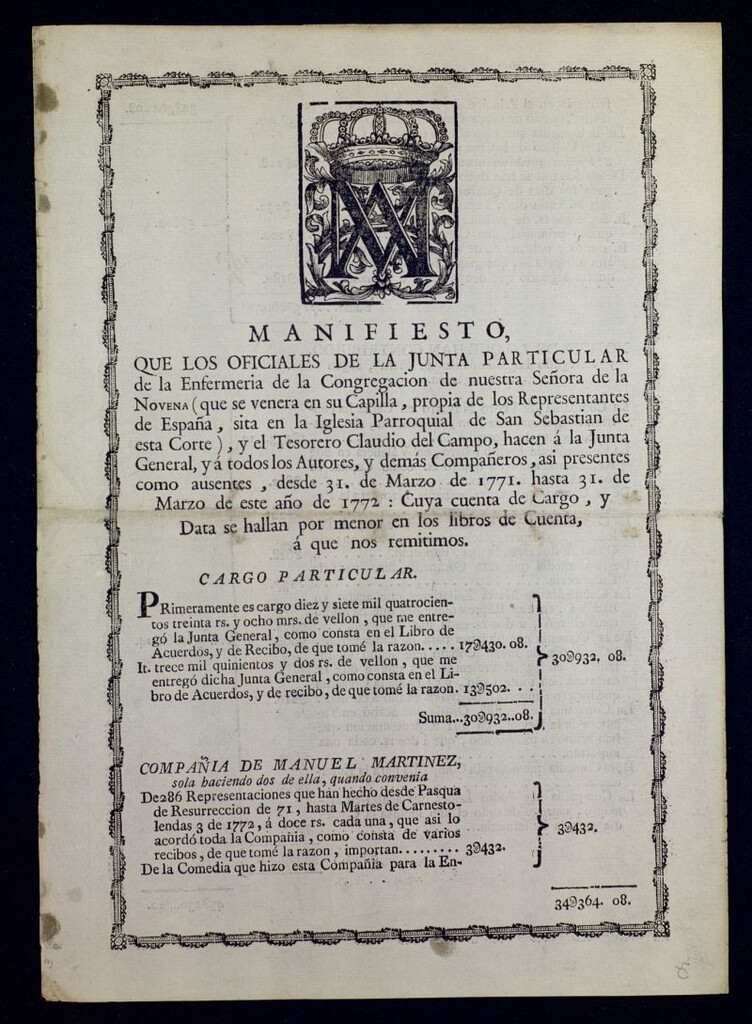 MANIFIESTO,
QUE LOS OFICIALES DE LA JUNTA PARTICULAR
de la Enfermeria de la Congregacion de nuestra Señora de la
NOVENA (que se venera en su Capilla, propia de los Representantes
de España, sita en la Iglesia Parroquial de San Sebastian de
esta Corte), y el Tesorero Claudio del Campo, hacen á la Junta
General, y á todos los Autores, y demás Compañeros, asi presentes
como ausentes, desde 31. de Marzo de 1771. hasta 31. de
Marzo de este año de 1772: Cuya cuenta de Cargo, y
Data se hallan por menor en los libros de Cuenta,
á que nos remitimos.
CARGO PARTICULAR.
PRimeramente es cargo diez y siete mil quatrocien-
tos treinta rs. y ocho mrs. de vellon, que me entre-
gó la Junta General, como consta en el Libro de
Acuerdos, y de Recibo, de que tomé la razon..... 17D430. 08.
It. trece mil quinientos y dos rs. de vellon, que me
entregó dicha Junta General, como consta en el Li-
bro de Acuerdos, y de recibo, de que tomé la razon. 13D502. . .
30D932. 08.
Suma...30D932..08.
COMPAÑIA DE MANUEL MARTINEZ,
sola haciendo dos de ella, quando convenia
De 286 Representaciones que han hecho desde Pasqua
de Resurreccion de 71, hasta Martes de Carnesto-
lendas 3 de 1772, á doce rs. cada una, que asi lo
acordó toda la Compañia, como consta de varios
recibos, de que tomé la razon, importan......... 3D432.
3D432.
De la Comedia que hizo esta Compañia para la En-
34D364. 08.